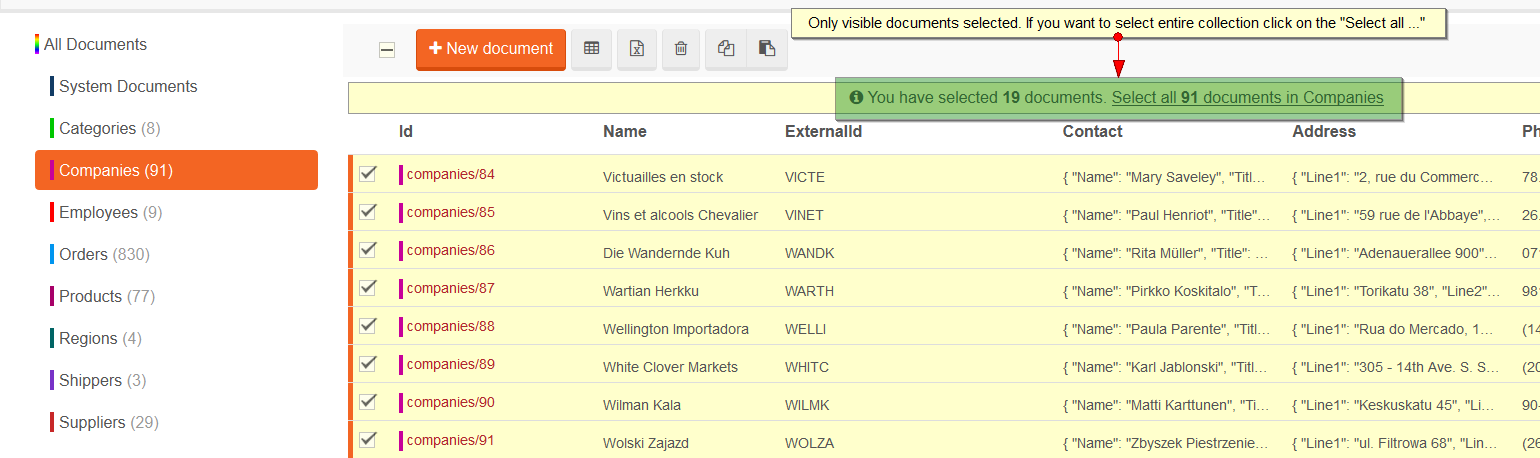 Only visible documents selected. If you want to select entire collection click on the "Select all ..."
All Documents
New document
System Documents
You have selected 19 documents. Select all 91 documents in Companies
Categories (8)
Id Name ExternalId Contact Address Ph
Companies (91)
companies/84 Victuailles en stock VICTE { "Name": "Mary Saveley", "Titl... { "Line1": "2, rue du Commerc... 78.
Employees (9)
companies/85 Vins et alcools Chevalier VINET { "Name": "Paul Henriot", "Title"... { "Line1": "59 rue de l'Abbaye",... 26.
Orders (830)
companies/86 Die Wandernde Kuh WANDK { "Name": "Rita Müller", "Title": ... { "Line1": "Adenauerallee 900"... 07
Products (77)
companies/87 Wartian Herkku WARTH { "Name": "Pirkko Koskitalo", "T... { "Line1": "Torikatu 38", "Line2"... 98
Regions (4)
companies/88 Wellington Importadora WELLI { "Name": "Paula Parente", "Titl... { "Line1": "Rua do Mercado, 1... (14
companies/89 White Clover Markets WHITC { "Name": "Karl Jablonski", "Titl... { "Line1": "305 - 14th Ave. S. S... (20
Shippers (3)
companies/90 Wilman Kala WILMK { "Name": "Matti Karttunen", "Ti... { "Line1": "Keskuskatu 45", "Li... 90-
Suppliers (29)
companies/91 Wolski Zajazd WOLZA { "Name": "Zbyszek Piestrzenie... { "Line1": "ul. Filtrowa 68", "Lin... (26